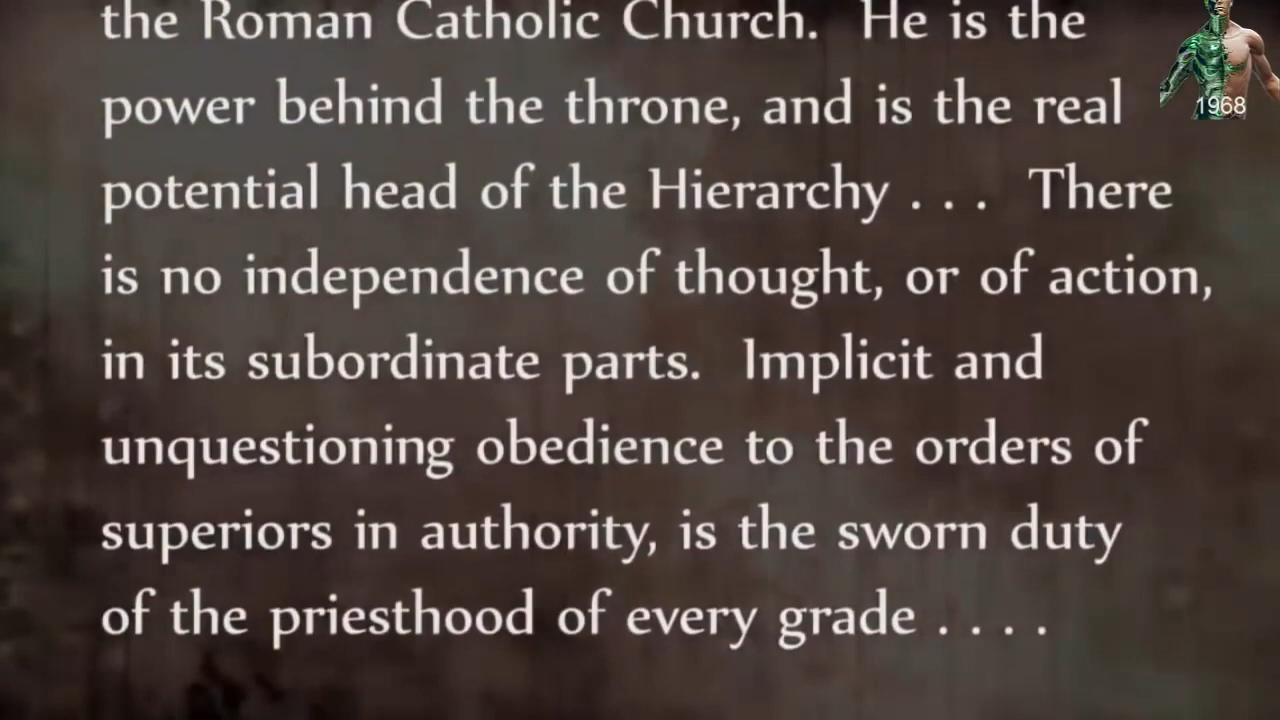 the Roman Catholic Church. He is the
power behind the throne, and is the real
potential head of the Hierarchy . . . There
is no independence of thought, or of action,
in its subordinate parts. Implicit and
unquestioning obedience to the orders of
superiors in authority, is the sworn duty
of the priesthood of every grade . . . .
1968